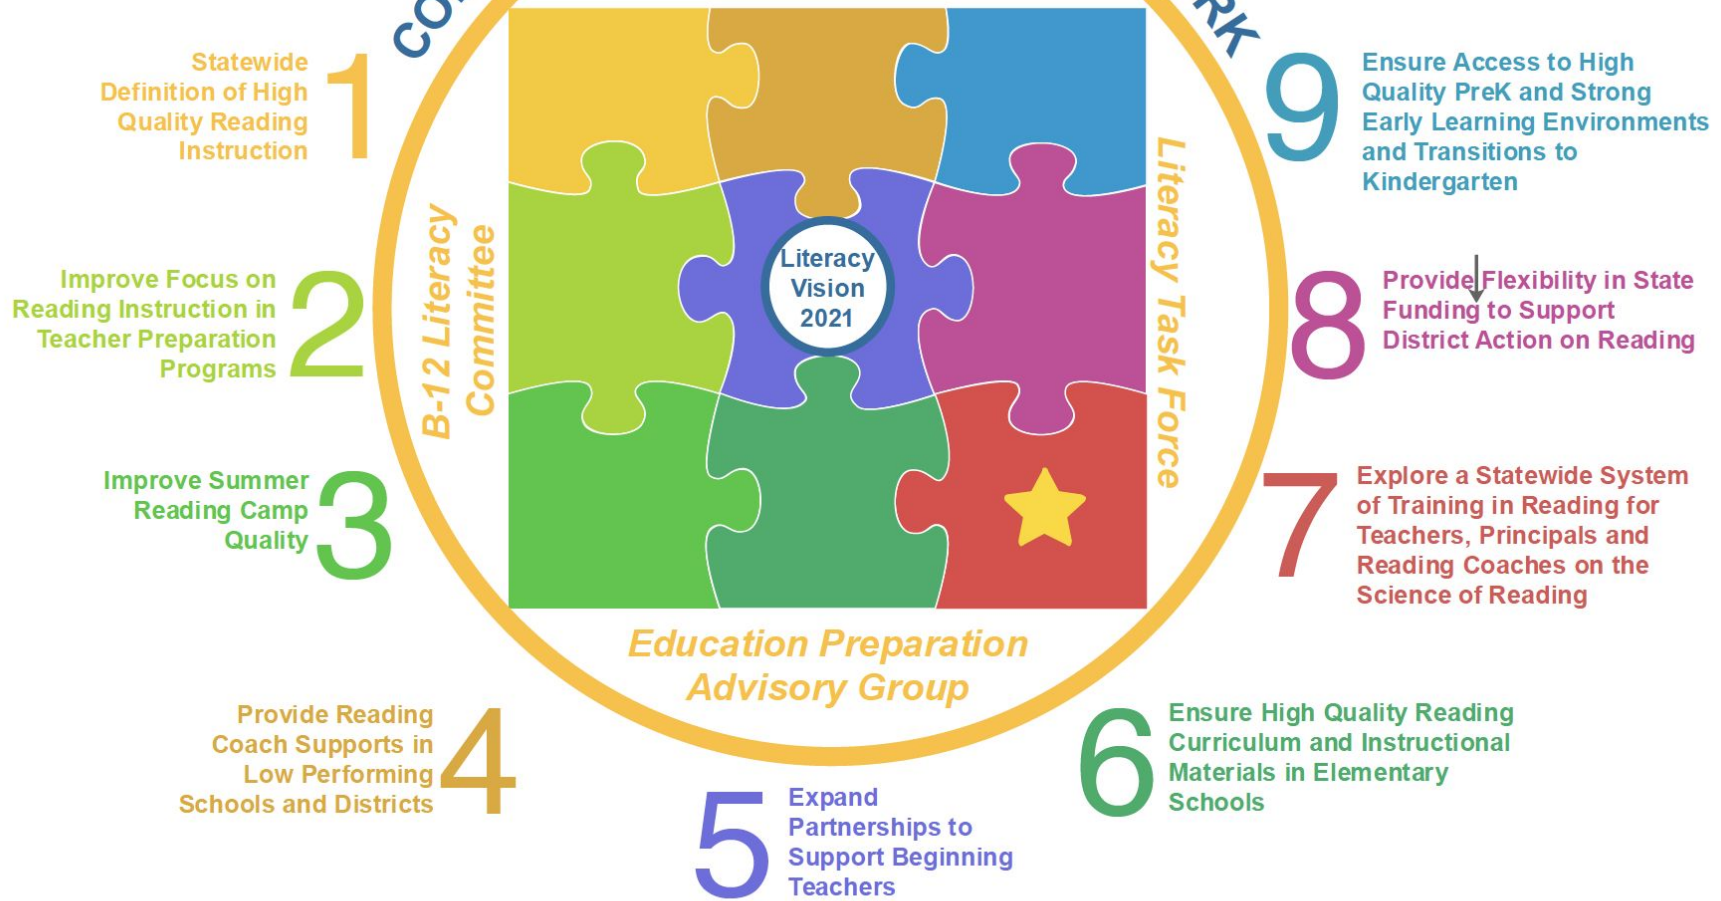 1
Statewide
Definition of High
Quality Reading
Instruction
2
Improve Focus on
Reading Instruction in
Teacher Preparation
Programs
3
Improve Summer
Reading Camp
Quality
4
Provide Reading
Coach Supports in
Low Performing
Schools and Districts
5
Expand
Partnerships to
Support Beginning
Teachers
6
Ensure High Quality Reading
Curriculum and Instructional
Materials in Elementary
Schools
7
Explore a Statewide System
of Training in Reading for
Teachers, Principals and
Reading Coaches on the
Science of Reading
8
Provide Flexibility in State
Funding to Support
District Action on Reading
9
Ensure Access to High
Quality PreK and Strong
Early Learning Environments
and Transitions to
Kindergarten
B-12 Literacy
Committee
Literacy
Vision
2021
Literacy Task Force
Education Preparation
Advisory Group